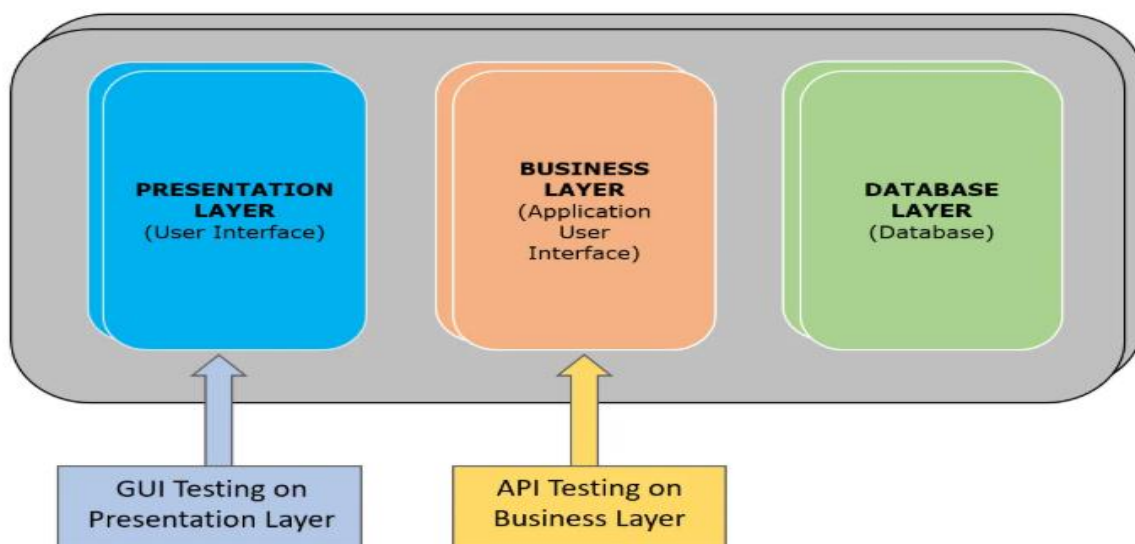 PRESENTATION
LAYER
(User Interface)
BUSINESS
LAYER
(Application
User
Interface)
DATABASE
LAYER
(Database)
GUI Testing on
Presentation Layer
API Testing on
Business Layer